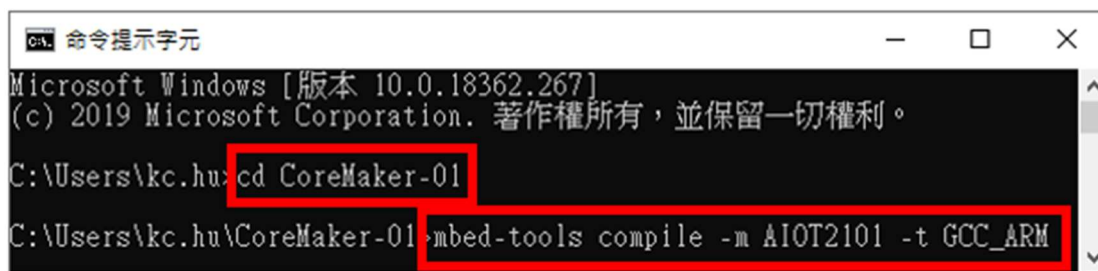 命令提示字元
Microsoft Windows [版本 10.0.18362.267]
(c) 2019 Microsoft Corporation. 著作權所有，並保留一切權利。
C:\Users\kc.hu>cd CoreMaker-01
C:\Users\kc.hu\CoreMaker-01>mbed-tools compile -m AIOT2101 -t GCC_ARM